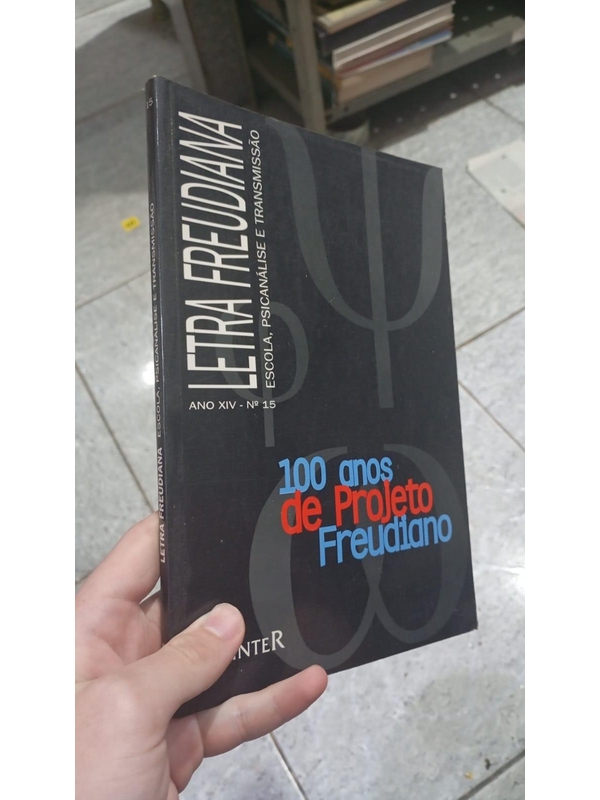 LETRA FREUDIANA
ESCOLA, PSICANÁLISE E TRANSMISSÃO
ANO XIV - Nº 15
100 anos
de Projeto
Freudiano
LETRA FREUDIANA ESCOLA, PSICANÁLISE E TRANSMISSÃO 15
φ
ψ
ω